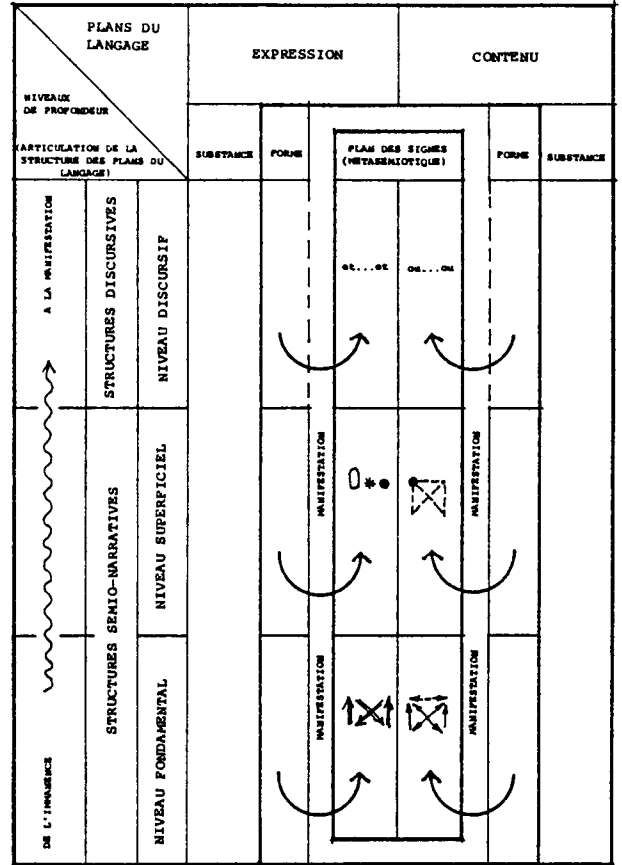 PLANS DU
LANGAGE
EXPRESSION
CONTENU
NIVEAUX
DE PROFONDEUR
(ARTICULATION DE LA
STRUCTURE DES PLANS DU
LANGAGE)
SUBSTANCE
FORME
PLAN DES SIGNES
(METASEMIOTIQUE)
FORME
SUBSTANCE
A LA MANIFESTATION
STRUCTURES DISCURSIVES
NIVEAU DISCURSIF
et...et
ou...ou
STRUCTURES SEMIO-NARRATIVES
NIVEAU SUPERFICIEL
MANIFESTATION
MANIFESTATION
DE L'IMMANENCE
NIVEAU FONDAMENTAL
MANIFESTATION
MANIFESTATION